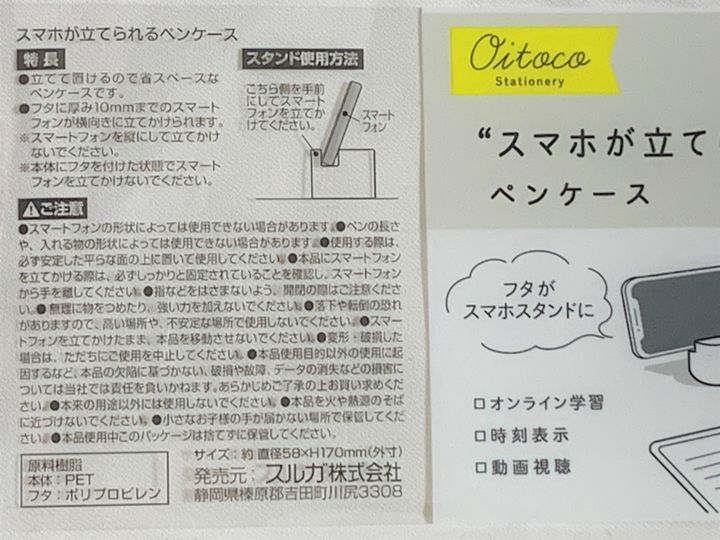 スマホが立てられるペンケース
特長
●立てて置けるので省スペースな
ペンケースです。
●フタに厚み10mmまでのスマート
フォンが横向きに立てかけられます。
※スマートフォンを縦にして立てかけ
ないでください。
※本体にフタを付けた状態でスマート
フォンを立てかけないでください。
スタンド使用方法
こちら側を手前
にしてスマート
フォンを立てか
けてください。
スマート
フォン
⚠ご注意
●スマートフォンの形状によっては使用できない場合があります。●ペンの長さ
や、入れる物の形状によっては使用できない場合があります。●使用する際は、
必ず安定した平らな面の上に置いて使用してください。●本品にスマートフォン
を立てかける際は、必ずしっかりと固定されていることを確認し、スマートフォン
から手を離してください。●指などをはさまないよう、開閉の際はご注意くださ
い。●無理に物をつめたり、強い力を加えないでください。●落下や転倒の恐れ
がありますので、高い場所や、不安定な場所で使用しないでください。●スマー
トフォンを立てかけたまま、本品を移動させないでください。●変形・破損した
場合は、ただちにご使用を中止してください。●本品使用目的以外の使用に起
因するなど、本品の欠陥に基づかない、破損や故障、データの消失などの損害に
ついては当社では責任を負いかねます。あらかじめご了承の上お買い求めくだ
さい。●本来の用途以外には使用しないでください。●本品を火や熱源のそば
に近づけないでください。●小さなお子様の手が届かない場所で保管してくだ
さい。●本品使用中このパッケージは捨てずに保管してください。
原料樹脂
本体：PET
フタ：ポリプロピレン
サイズ：約 直径58×H170mm(外寸)
発売元：スルガ株式会社
静岡県榛原郡吉田町川尻3308
Oitoco
Stationery
“スマホが立て
ペンケース
フタが
スマホスタンドに
□オンライン学習
□時刻表示
□動画視聴